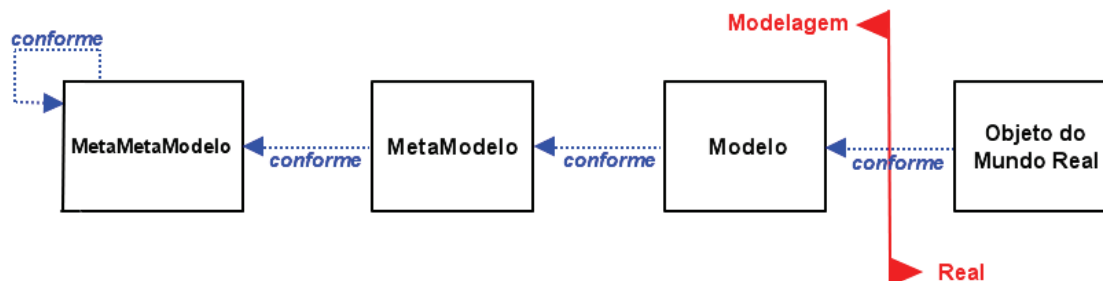 Modelagem
conforme
MetaMetaModelo
conforme
MetaModelo
conforme
Modelo
conforme
Objeto do
Mundo Real
Real